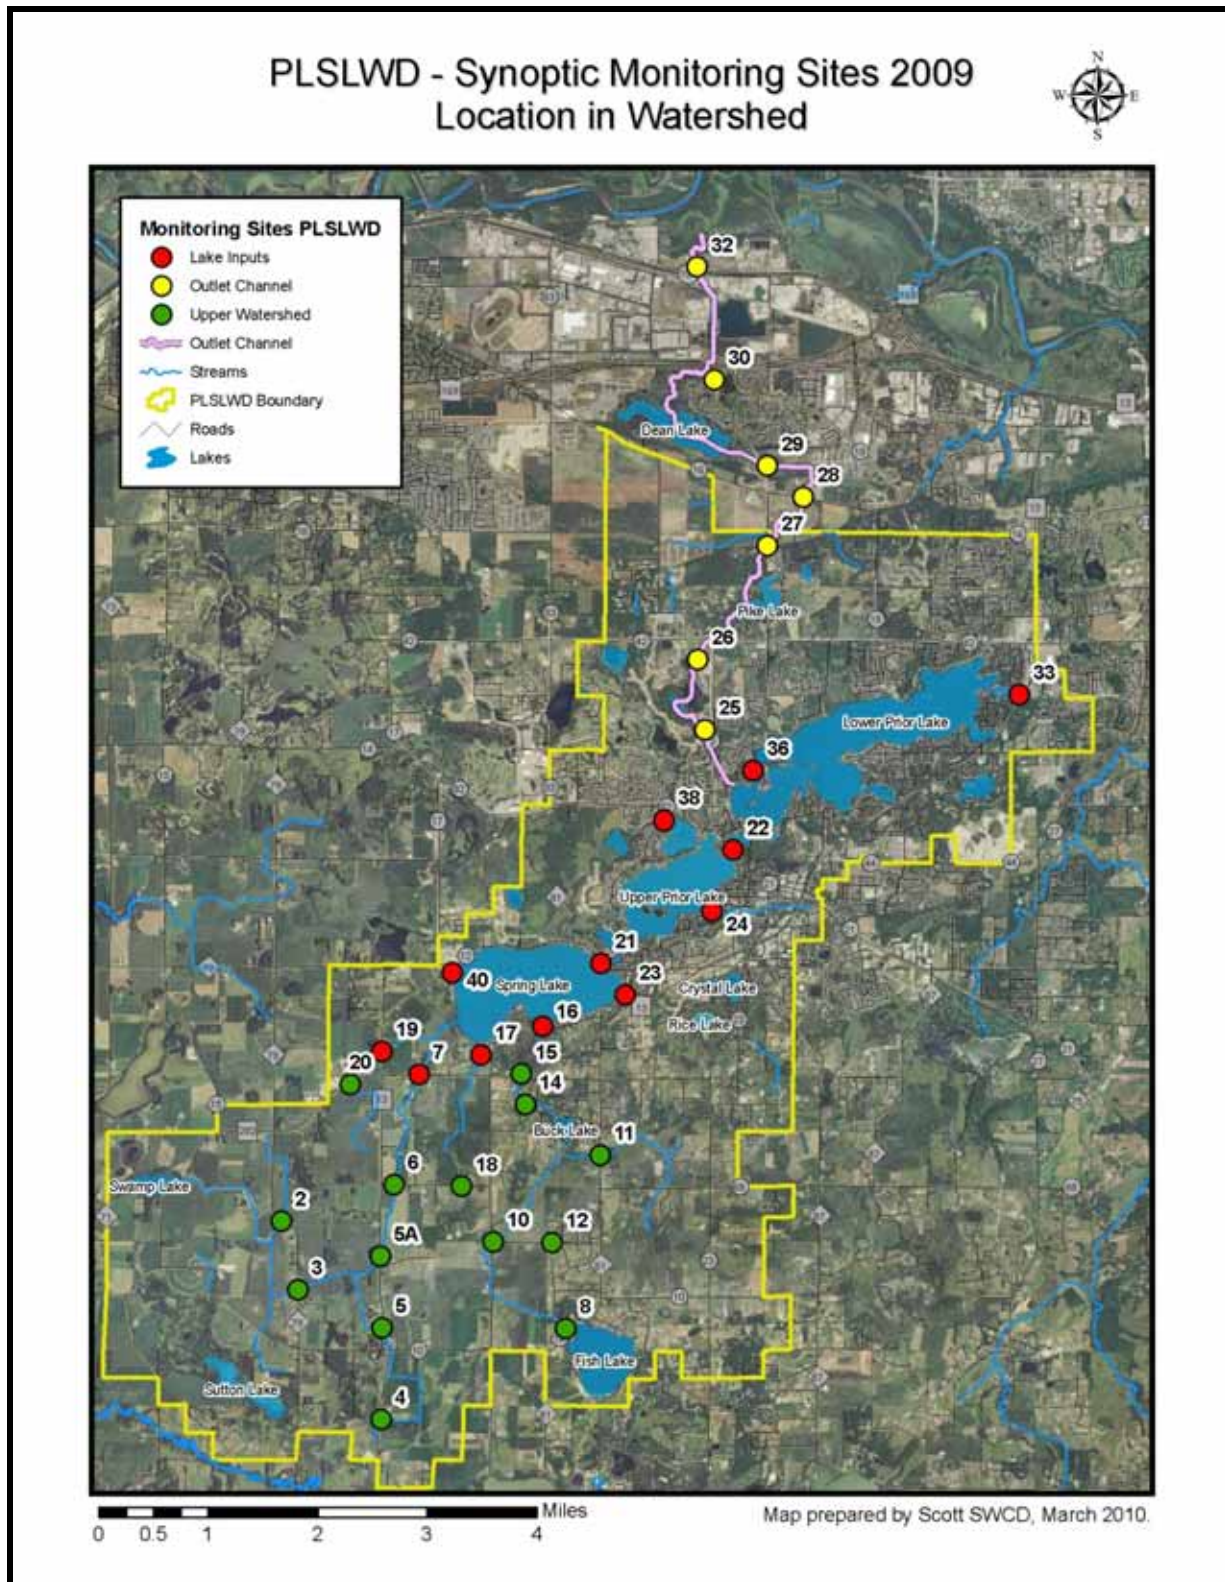 PLSLWD - Synoptic Monitoring Sites 2009
Location in Watershed
N
W
E
S
Monitoring Sites PLSLWD
Lake Inputs
Outlet Channel
Upper Watershed
Outlet Channel
Streams
PLSLWD Boundary
Roads
Lakes
32
30
Dean Lake
29
28
27
Pike Lake
26
33
25
Lower Prior Lake
36
38
22
Upper Prior Lake
24
21
40
Spring Lake
23
Crystal Lake
16
Rice Lake
19
17
7
15
20
14
Buck Lake
11
Swamp Lake
6
18
2
10
12
5A
3
5
8
Fish Lake
Sutton Lake
4
Miles
0 0.5 1 2 3 4
Map prepared by Scott SWCD, March 2010.